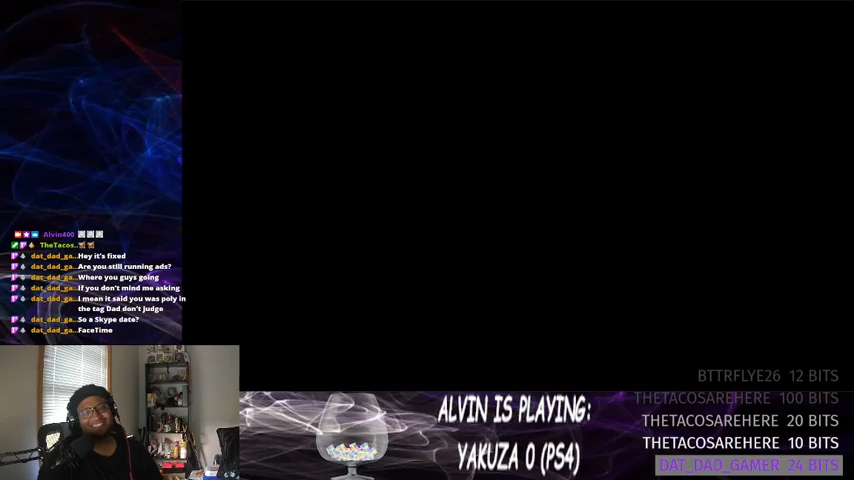 Alvin400
TheTacos..
dat_dad_ga...Hey it's fixed
dat_dad_ga...Are you still running ads?
dat_dad_ga...Where you guys going
dat_dad_ga...If you don't mind me asking
dat_dad_ga...I mean it said you was poly in
the tag Dad don't judge
dat_dad_ga...So a Skype date?
dat_dad_ga...FaceTime
ALVIN IS PLAYING:
YAKUZA 0 (PS4)
BTTRFLYE26 12 BITS
THETACOSAREHERE 100 BITS
THETACOSAREHERE 20 BITS
THETACOSAREHERE 10 BITS
DAT_DAD_GAMER 24 BITS